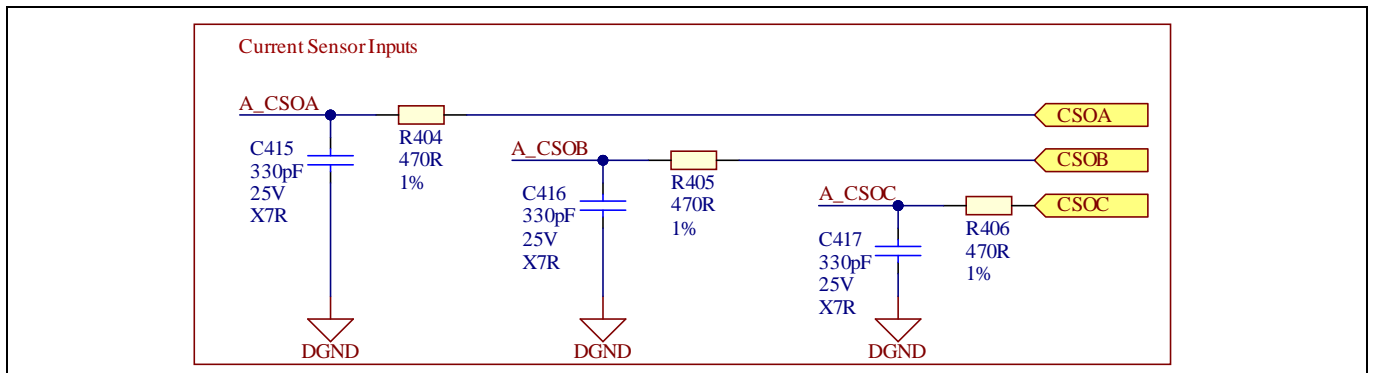 Current Sensor Inputs
A_CSOA
CSOA
C415
330pF
25V
X7R
R404
470R
1%
DGND
A_CSOB
CSOB
C416
330pF
25V
X7R
R405
470R
1%
DGND
A_CSOC
CSOC
C417
330pF
25V
X7R
R406
470R
1%
DGND